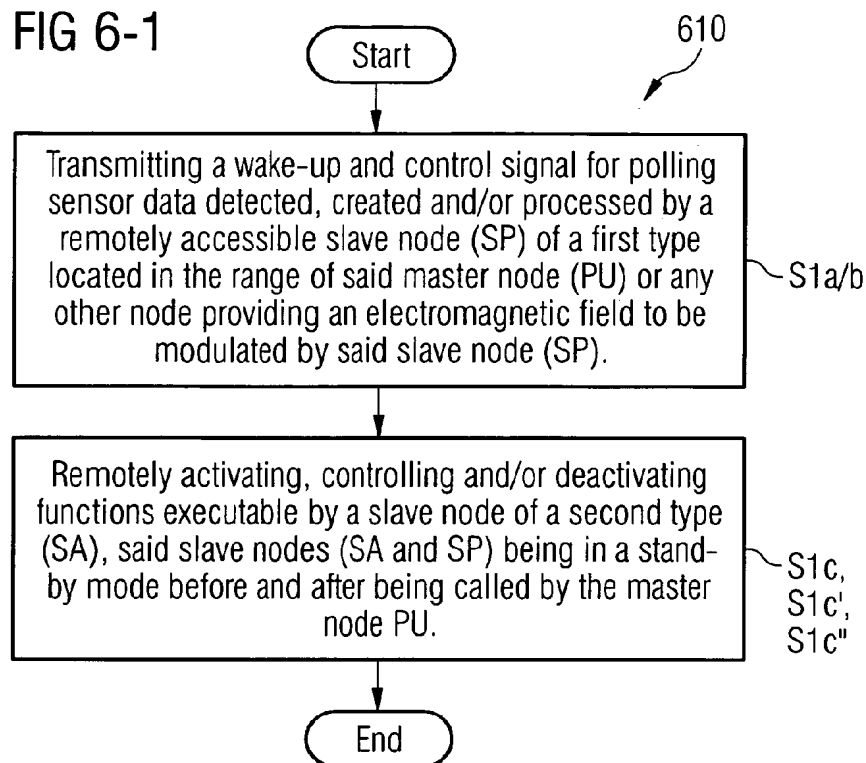 FIG 6-1
610
Start
Transmitting a wake-up and control signal for polling
sensor data detected, created and/or processed by a
remotely accessible slave node (SP) of a first type
located in the range of said master node (PU) or any
other node providing an electromagnetic field to be
modulated by said slave node (SP).
S1a/b
Remotely activating, controlling and/or deactivating
functions executable by a slave node of a second type
(SA), said slave nodes (SA and SP) being in a stand-
by mode before and after being called by the master
node PU.
S1c,
S1c',
S1c"
End